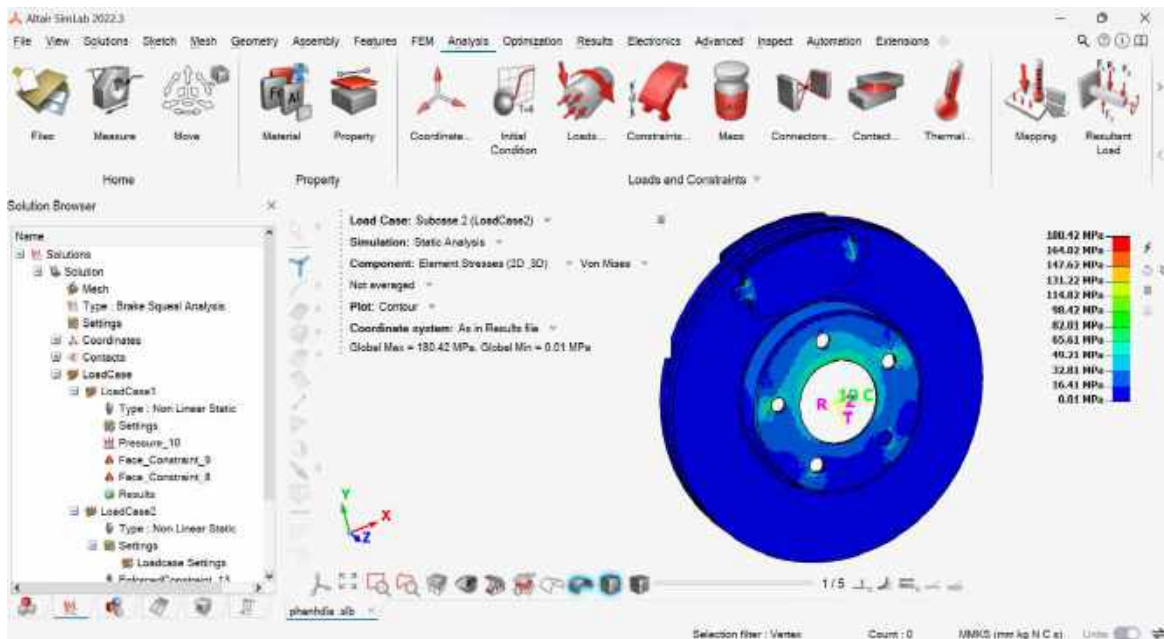 Altair SimLab 2022.3
File View Solutions Sketch Mesh Geometry Assembly Features FEM Analysis Optimization Results Electronics Advanced Inspect Automation Extensions
Files Measure Move Material Property Coordinate... Initial Condition Loads... Constraints... Mass Connectors... Contact... Thermal... Mapping Resultant Load
Home Property Loads and Constraints
Solution Browser
Name
Solutions
Solution
Mesh
Type : Brake Squeal Analysis
Settings
Coordinates
Contacts
LoadCase
LoadCase1
Type : Non Linear Static
Settings
Pressure_10
Face_Constraint_9
Face_Constraint_8
Results
LoadCase2
Type : Non Linear Static
Settings
Loadcase Settings
EnforcedConstraint_13
Load Case: Subcase 2 (LoadCase2)
Simulation: Static Analysis
Component: Element Stresses (2D_3D) Von Mises
Not averaged
Plot: Contour
Coordinate system: As in Results file
Global Max = 180.42 MPa, Global Min = 0.01 MPa
R
Z
T
Y
X
Z
180.42 MPa
164.02 MPa
147.62 MPa
131.22 MPa
114.82 MPa
98.42 MPa
82.01 MPa
65.61 MPa
49.21 MPa
32.81 MPa
16.41 MPa
0.01 MPa
1/5
phanhdia.slb
Selection filter : Vertex Count : 0 MMKS (mm kg N C s) Units